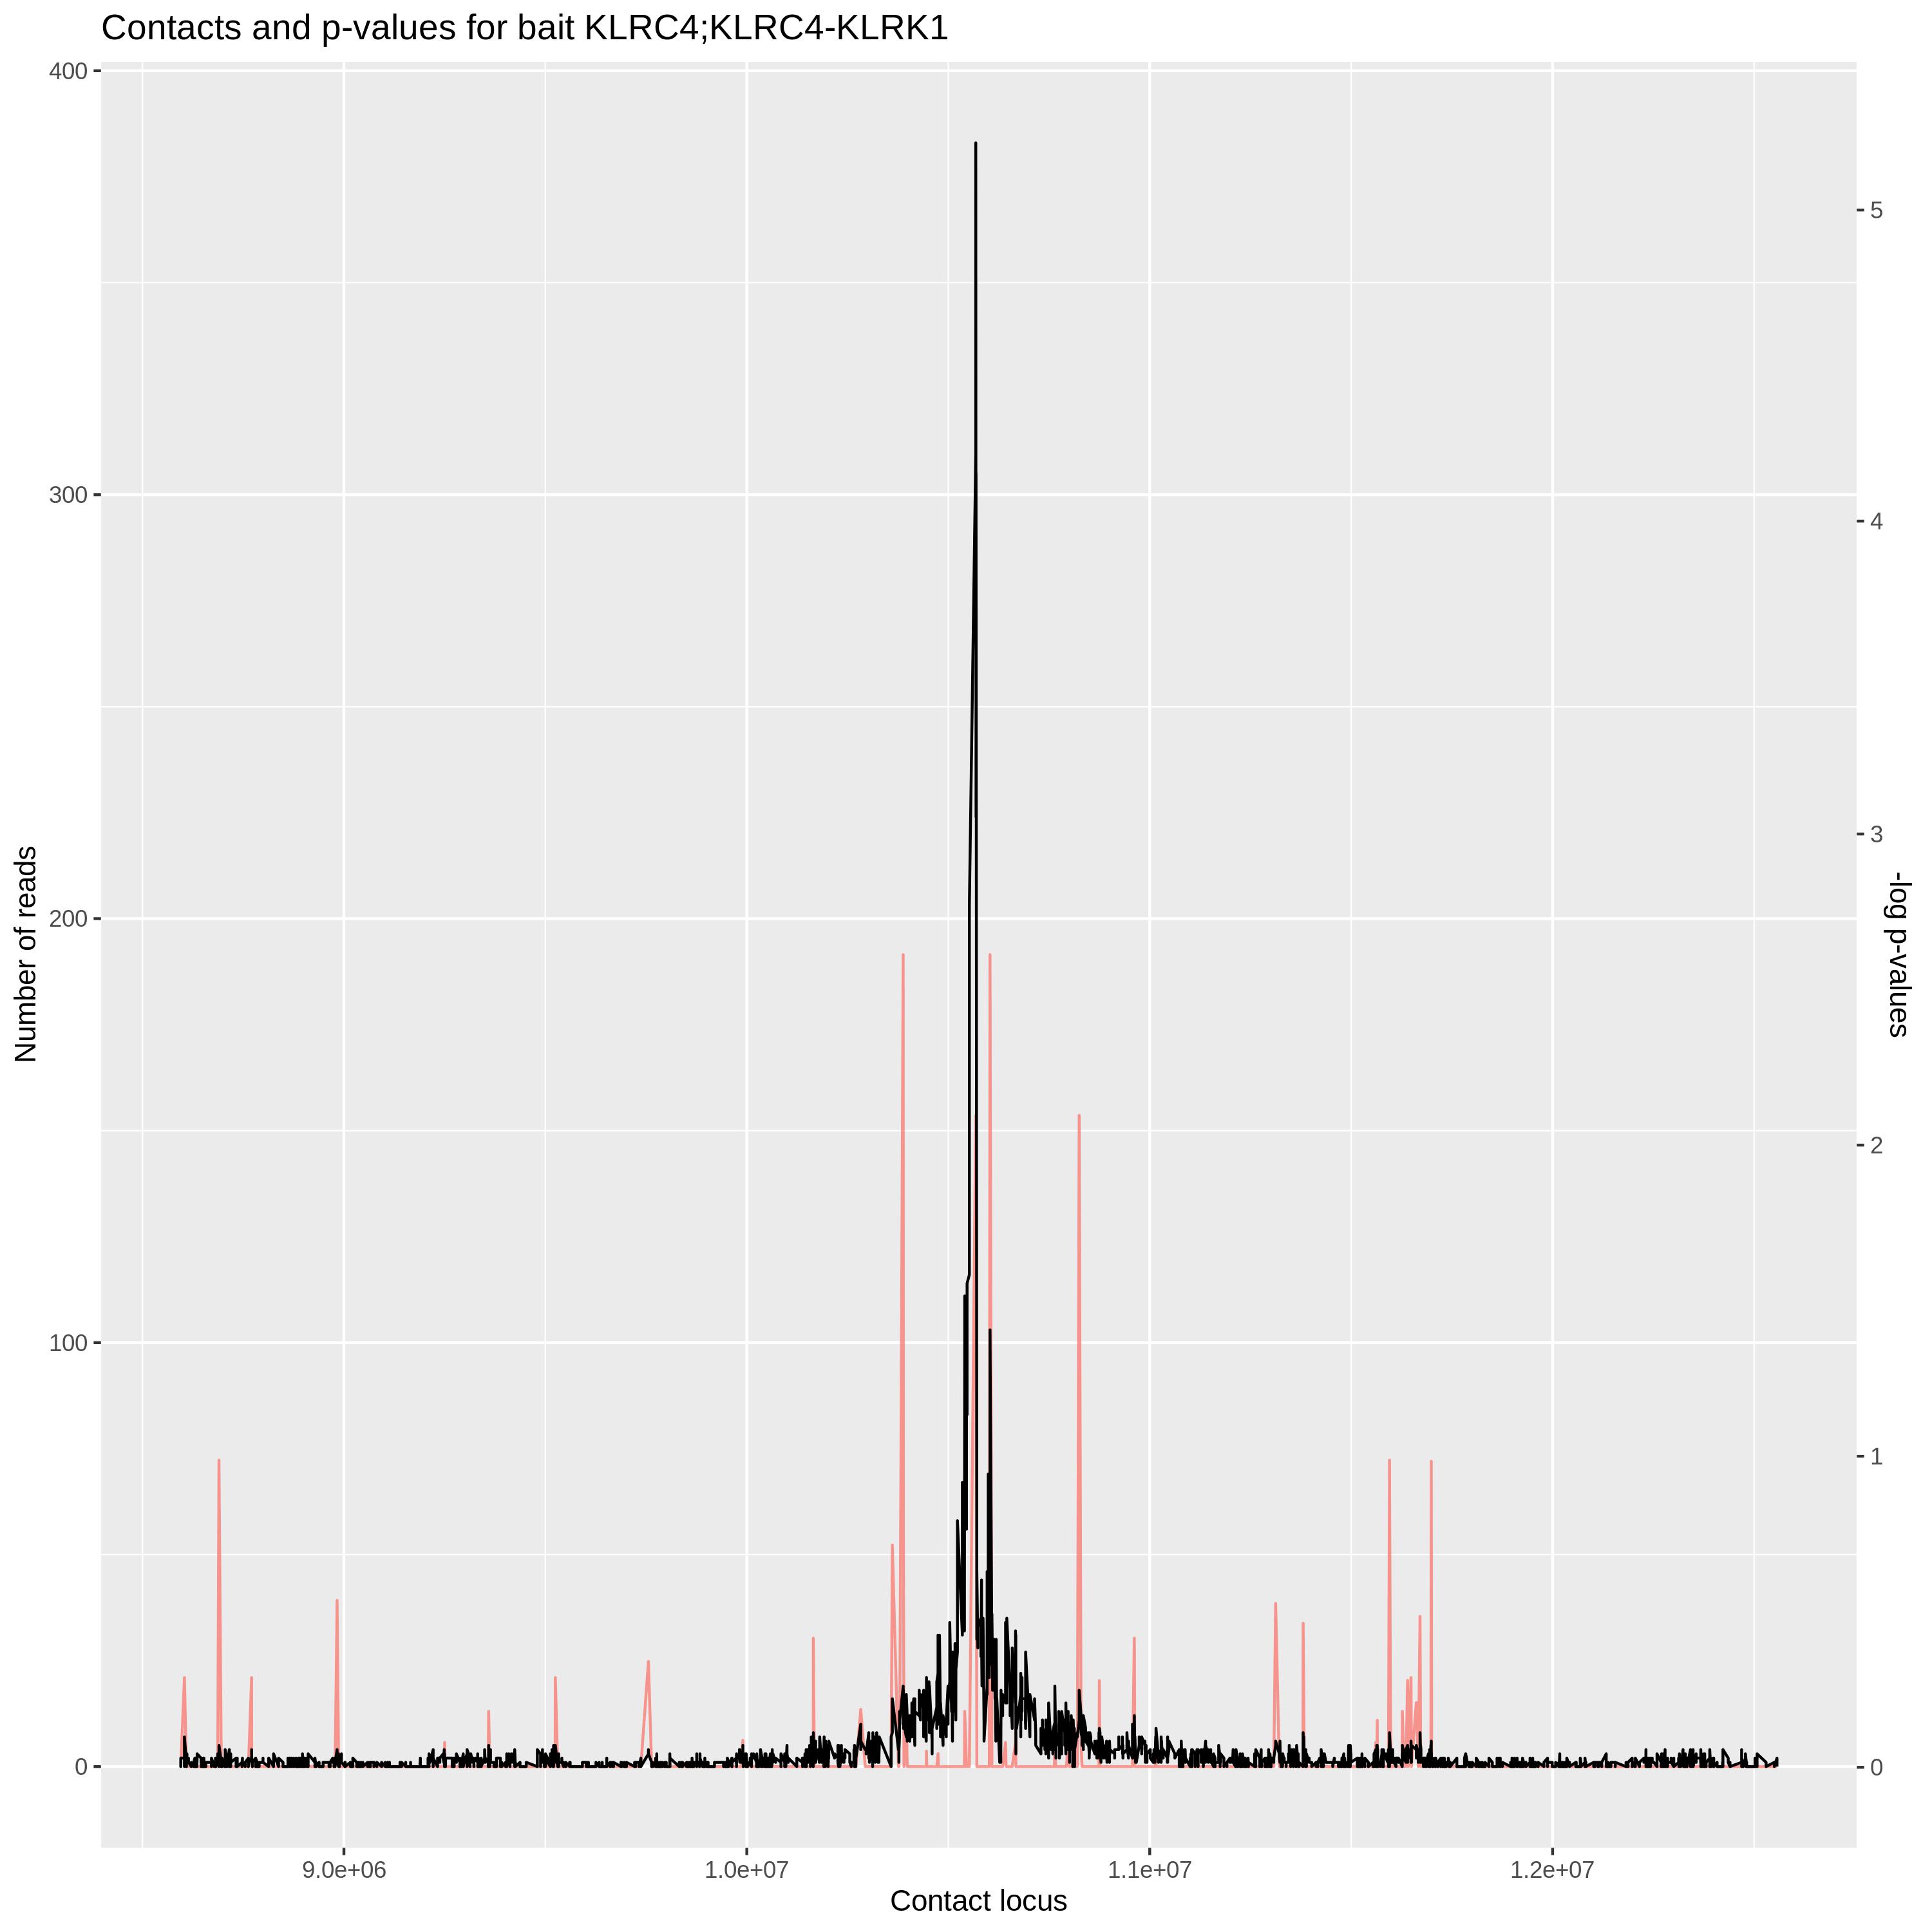 Contacts and p-values for bait KLRC4;KLRC4-KLRK1
400
300
200
100
0
Number of reads
5
4
3
2
1
0
-log p-values
9.0e+06
1.0e+07
1.1e+07
1.2e+07
Contact locus